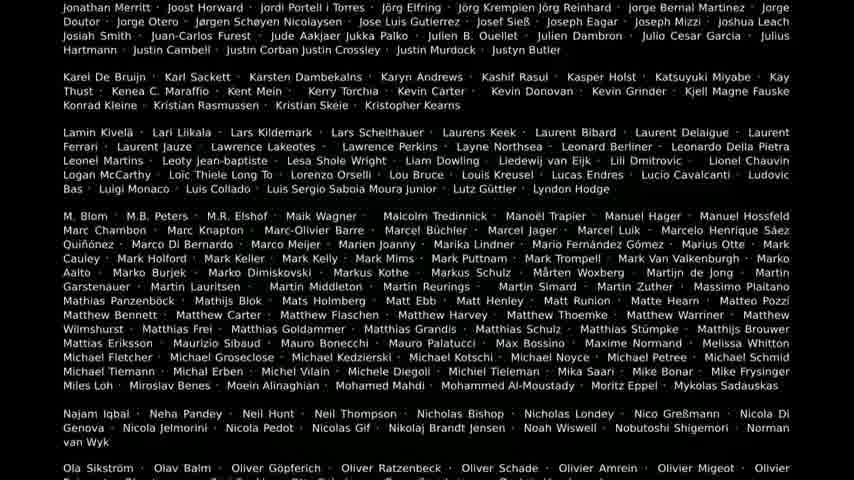 Jonathan Merritt · Joost Horward · Jordi Portell i Torres · Jörg Elfring · Jörg Krempien Jörg Reinhard · Jorge Bernal Martinez · Jorge
Doutor · Jorge Otero · Jørgen Schøyen Nicolaysen · Jose Luis Gutierrez · Josef Sieß · Joseph Eagar · Joseph Mizzi · Joshua Leach
Josiah Smith · Juan-Carlos Furest · Jude Aakjaer Jukka Palko · Julien B. Ouellet · Julien Dambron · Julio Cesar Garcia · Julius
Hartmann · Justin Cambell · Justin Corban Justin Crossley · Justin Murdock · Justyn Butler
Karel De Bruijn · Karl Sackett · Karsten Dambekalns · Karyn Andrews · Kashif Rasul · Kasper Holst · Katsuyuki Miyabe · Kay
Thust · Kenea C. Maraffio · Kent Mein · Kerry Torchia · Kevin Carter · Kevin Donovan · Kevin Grinder · Kjell Magne Fauske
Konrad Kleine · Kristian Rasmussen · Kristian Skeie · Kristopher Kearns
Lamin Kivelä · Lari Liikala · Lars Kildemark · Lars Scheithauer · Laurens Keek · Laurent Bibard · Laurent Delaigue · Laurent
Ferrari · Laurent Jauze · Lawrence Lakeotes · Lawrence Perkins · Layne Northsea · Leonard Berliner · Leonardo Della Pietra
Leonel Martins · Leoty Jean-baptiste · Lesa Shole Wright · Liam Dowling · Liedewij van Eijk · Lili Dmitrovic · Lionel Chauvin
Logan McCarthy · Loïc Thiele Long To · Lorenzo Orselli · Lou Bruce · Louis Kreusel · Lucas Endres · Lucio Cavalcanti · Ludovic
Bas · Luigi Monaco · Luis Collado · Luis Sergio Saboia Moura Junior · Lutz Güttler · Lyndon Hodge
M. Blom · M.B. Peters · M.R. Elshof · Maik Wagner · Malcolm Tredinnick · Manoël Trapier · Manuel Hager · Manuel Hossfeld
Marc Chambon · Marc Knapton · Marc-Olivier Barre · Marcel Büchler · Marcel Jager · Marcel Luik · Marcelo Henrique Sáez
Quiñónez · Marco Di Bernardo · Marco Meijer · Marien Joanny · Marika Lindner · Mario Fernández Gómez · Marius Otte · Mark
Cauley · Mark Holford · Mark Keller · Mark Kelly · Mark Mims · Mark Puttnam · Mark Trompell · Mark Van Valkenburgh · Marko
Aalto · Marko Burjek · Marko Dimiskovski · Markus Kothe · Markus Schulz · Mårten Woxberg · Martijn de Jong · Martin
Garstenauer · Martin Lauritsen · Martin Middleton · Martin Reurings · Martin Simard · Martin Zuther · Massimo Plaitano
Mathias Panzenböck · Mathijs Blok · Mats Holmberg · Matt Ebb · Matt Henley · Matt Runion · Matte Hearn · Matteo Pozzi
Matthew Bennett · Matthew Carter · Matthew Flaschen · Matthew Harvey · Matthew Thoemke · Matthew Warriner · Matthew
Wilmshurst · Matthias Frei · Matthias Goldammer · Matthias Grandis · Matthias Schulz · Matthias Stümpke · Matthijs Brouwer
Mattias Eriksson · Maurizio Sibaud · Mauro Bonecchi · Mauro Palatucci · Max Bossino · Maxime Normand · Melissa Whitton
Michael Fletcher · Michael Groseclose · Michael Kedzierski · Michael Kotschi · Michael Noyce · Michael Petree · Michael Schmid
Michael Tiemann · Michal Erben · Michel Vilain · Michele Diegoli · Michiel Tieleman · Mika Saari · Mike Bonar · Mike Frysinger
Miles Loh · Miroslav Benes · Moein Alinaghian · Mohamed Mahdi · Mohammed Al-Moustady · Moritz Eppel · Mykolas Sadauskas
Najam Iqbal · Neha Pandey · Neil Hunt · Neil Thompson · Nicholas Bishop · Nicholas Londey · Nico Greßmann · Nicola Di
Genova · Nicola Jelmorini · Nicola Pedot · Nicolas Gif · Nikolaj Brandt Jensen · Noah Wiswell · Nobutoshi Shigemori · Norman
van Wyk
Ola Sikström · Olav Balm · Oliver Göpferich · Oliver Ratzenbeck · Oliver Schade · Olivier Amrein · Olivier Migeot · Olivier